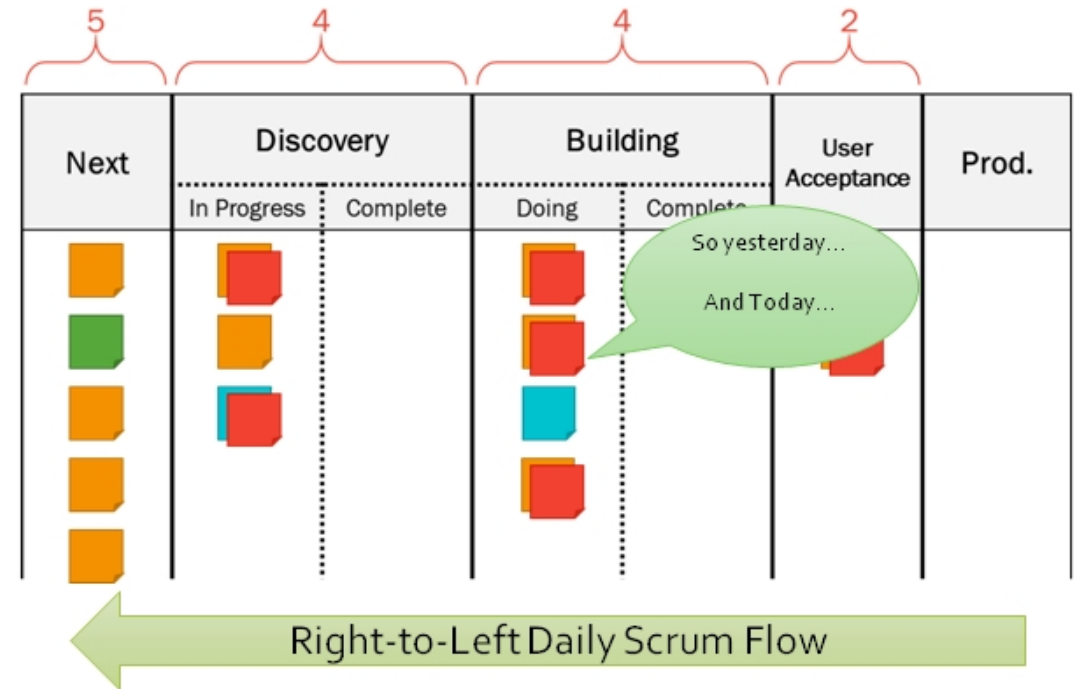 5 4 4 2
Next
Discovery
Building
User
Acceptance
Prod.
In Progress
Complete
Doing
Complete
So yesterday...
And Today...
Right-to-Left Daily Scrum Flow